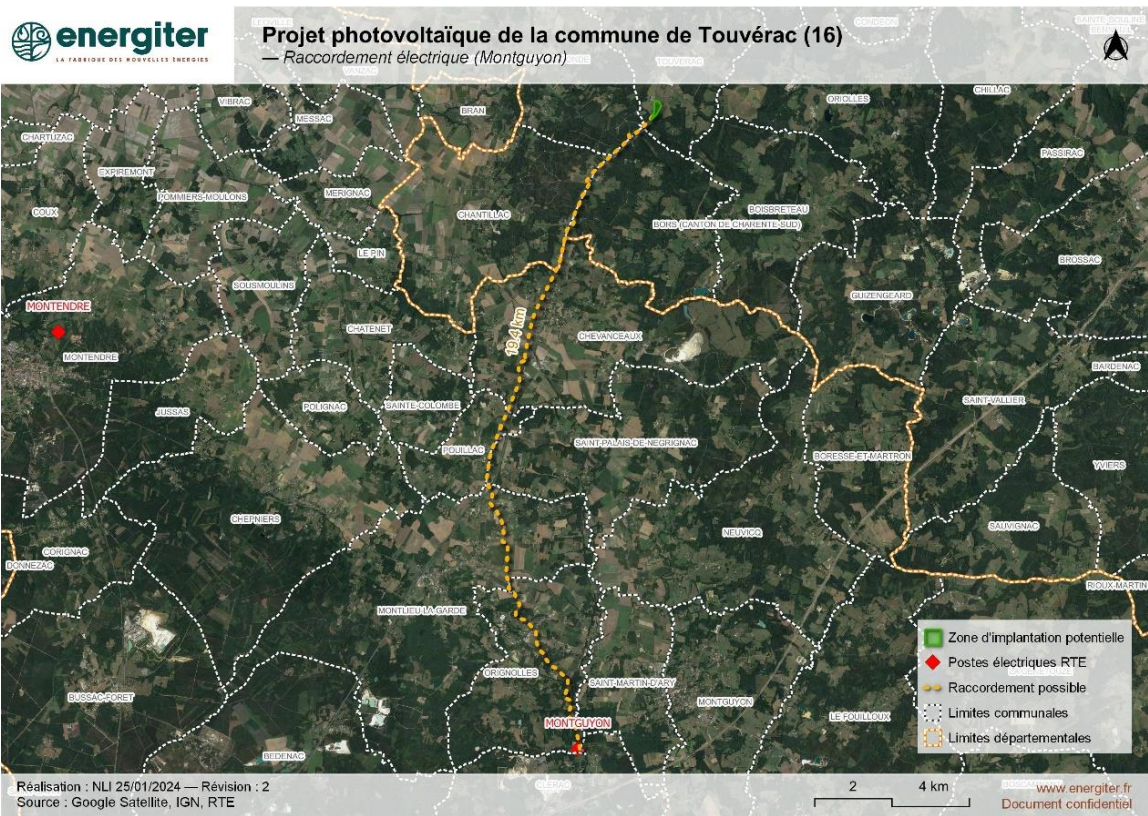 energiter
LA FABRIQUE DES NOUVELLES ÉNERGIES
Projet photovoltaïque de la commune de Touvérac (16)
— Raccordement électrique (Montguyon)
LEOVILLE
CONDEON
VANZAC
TOUVERAC
CHILLAC
VIBRAC
BRAN
ORIOLLES
MESSAC
CHARTUZAC
PASSIRAC
EXPIREMONT
POMMIERS-MOULONS
MERIGNAC
COUX
CHANTILLAC
BOISBRETEAU
BORS (CANTON DE CHARENTE-SUD)
LE PIN
BROSSAC
SOUSMOULINS
GUIZENGEARD
MONTENDRE
CHATENET
19.4 km
CHEVANCEAUX
MONTENDRE
BARDENAC
JUSSAS
POLIGNAC
SAINTE-COLOMBE
SAINT-VALLIER
POUILLAC
SAINT-PALAIS-DE-NEGRIGNAC
BORESSE-ET-MARTRON
YVIERS
CHEPNIERS
SAUVIGNAC
NEUVICQ
CORIGNAC
DONNEZAC
RIOUX-MARTIN
MONTLIEU-LA-GARDE
ORIGNOLLES
SAINT-MARTIN-D'ARY
BUSSAC-FORET
MONTGUYON
LE FOUILLOUX
MONTGUYON
BEDENAC
CLERAC
Zone d'implantation potentielle
Postes électriques RTE
Raccordement possible
Limites communales
Limites départementales
Réalisation : NLI 25/01/2024 — Révision : 2
Source : Google Satellite, IGN, RTE
2 4 km
www.energiter.fr
Document confidentiel